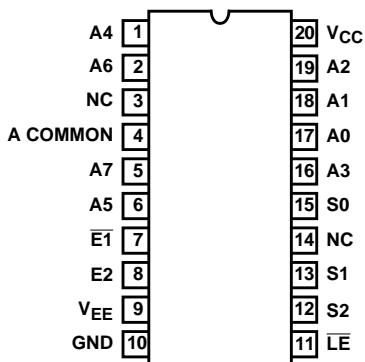 A4 1 20 VCC
A6 2 19 A2
NC 3 18 A1
A COMMON 4 17 A0
A7 5 16 A3
A5 6 15 S0
E1 7 14 NC
E2 8 13 S1
VEE 9 12 S2
GND 10 11 LE